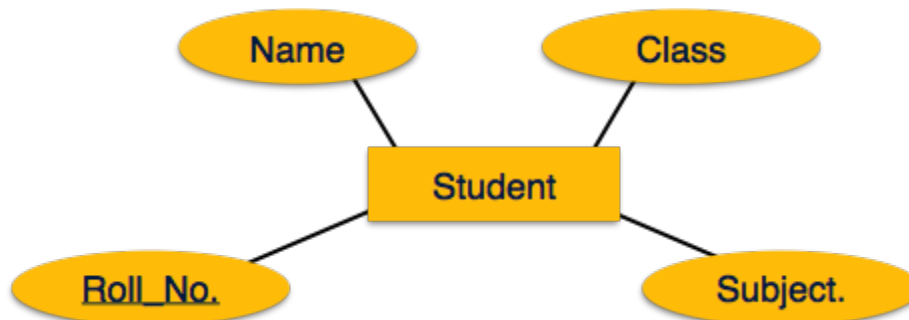 Name
Class
Student
Roll_No.
Subject.